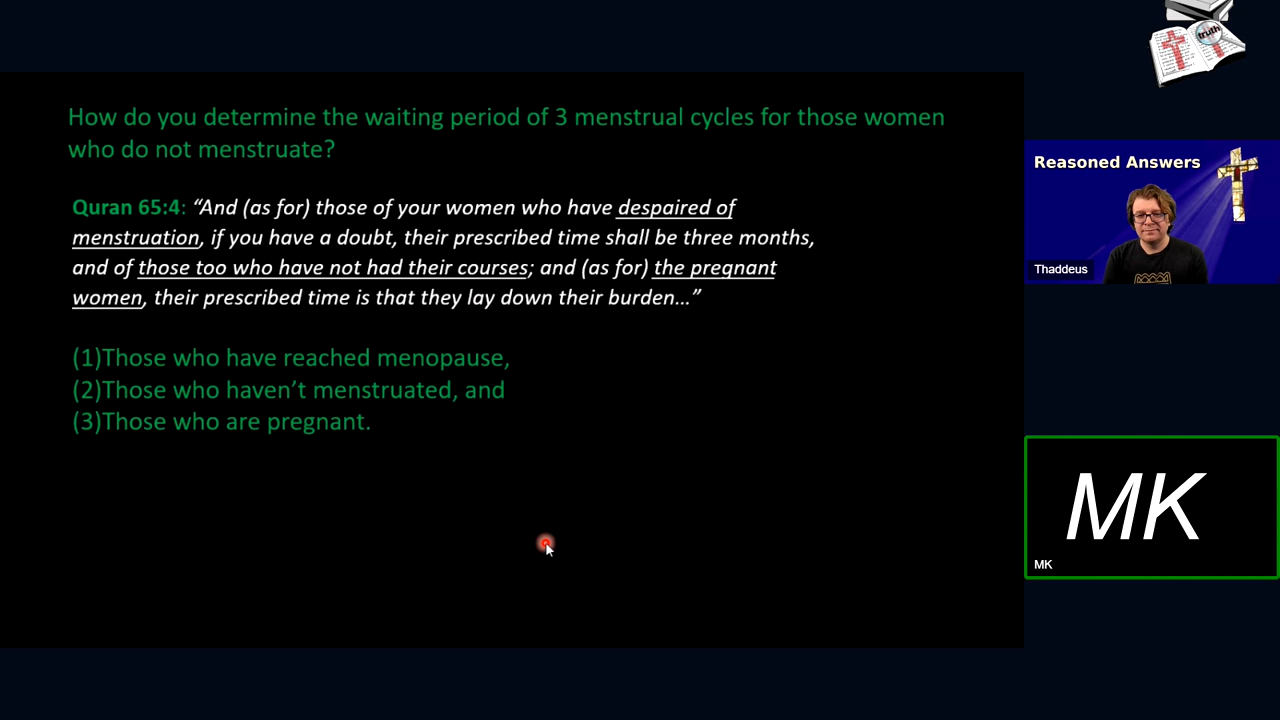 How do you determine the waiting period of 3 menstrual cycles for those women
who do not menstruate?
Quran 65:4: “And (as for) those of your women who have despaired of
menstruation, if you have a doubt, their prescribed time shall be three months,
and of those too who have not had their courses; and (as for) the pregnant
women, their prescribed time is that they lay down their burden…”
(1)Those who have reached menopause,
(2)Those who haven’t menstruated, and
(3)Those who are pregnant.
truth
Reasoned Answers
Thaddeus
MK
MK